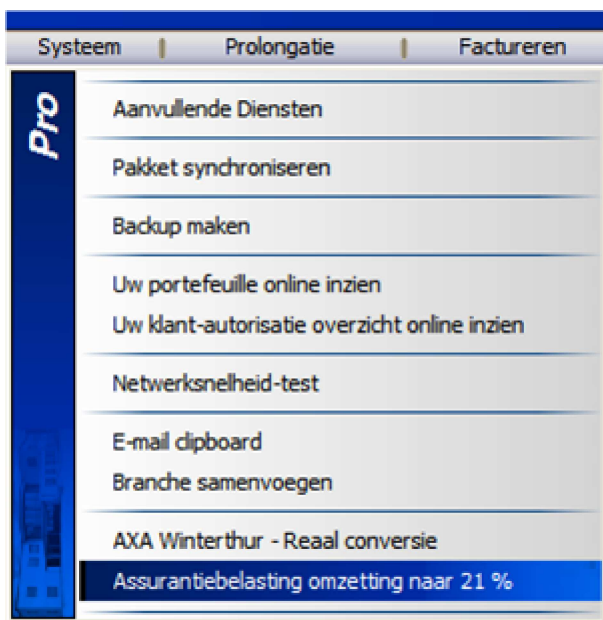 Systeem | Prolongatie | Factureren
Pro
Aanvullende Diensten
Pakket synchroniseren
Backup maken
Uw portefeuille online inzien
Uw klant-autorisatie overzicht online inzien
Netwerksnelheid-test
E-mail clipboard
Branche samenvoegen
AXA Winterthur - Reaal conversie
Assurantiebelasting omzetting naar 21 %